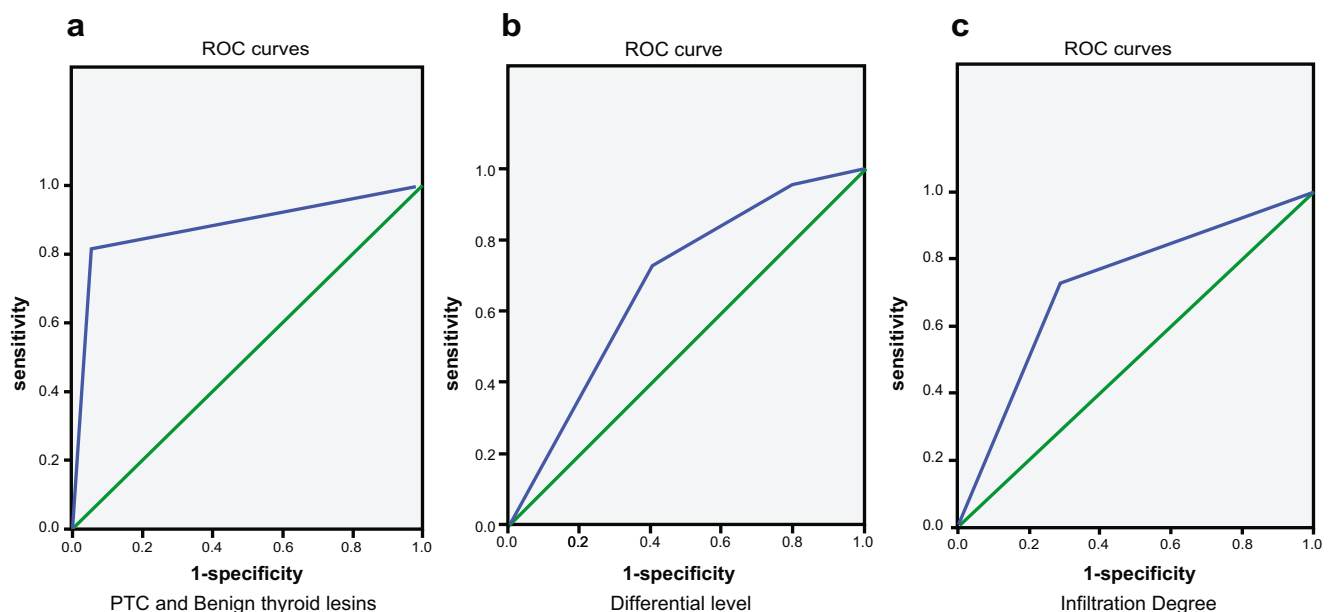 a
ROC curves
1.0
0.8
0.6
0.4
0.2
0.0
sensitivity
0.0 0.2 0.4 0.6 0.8 1.0
1-specificity
PTC and Benign thyroid lesins
b
ROC curve
1.0
0.8
0.6
0.4
0.2
0.0
sensitivity
0.0 0.2 0.4 0.6 0.8 1.0
1-specificity
Differential level
c
ROC curves
1.0
0.8
0.6
0.4
0.2
0.0
sensitivity
0.0 0.2 0.4 0.6 0.8 1.0
1-specificity
Infiltration Degree